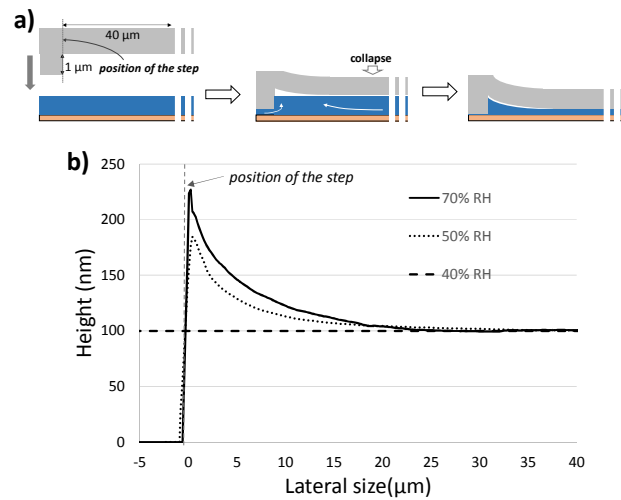 a)
40 µm
1 µm
position of the step
collapse
b)
position of the step
250
200
150
100
50
0
Height (nm)
70% RH
50% RH
40% RH
-5 0 5 10 15 20 25 30 35 40
Lateral size(µm)